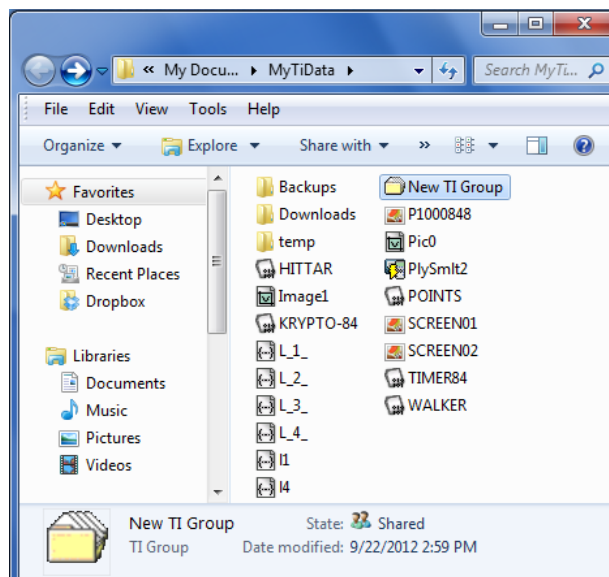 « My Docu... ▸ MyTiData ▸
Search MyTi...
File Edit View Tools Help
Organize Explore Share with »
Favorites
Desktop
Downloads
Recent Places
Dropbox
Libraries
Documents
Music
Pictures
Videos
Backups
Downloads
temp
HITTAR
Image1
KRYPTO-84
L_1_
L_2_
L_3_
L_4_
l1
l4
New TI Group
P1000848
Pic0
PlySmlt2
POINTS
SCREEN01
SCREEN02
TIMER84
WALKER
New TI Group State: Shared
TI Group Date modified: 9/22/2012 2:59 PM